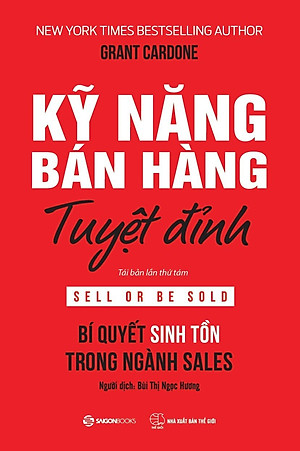 NEW YORK TIMES BESTSELLING AUTHOR
GRANT CARDONE
KỸ NĂNG
BÁN HÀNG
Tuyệt đỉnh
Tái bản lần thứ tám
SELL OR BE SOLD
BÍ QUYẾT SINH TỒN
TRONG NGÀNH SALES
Người dịch: Bùi Thị Ngọc Hương
SAIGONBOOKS
THẾ GIỚI
NHÀ XUẤT BẢN THẾ GIỚI